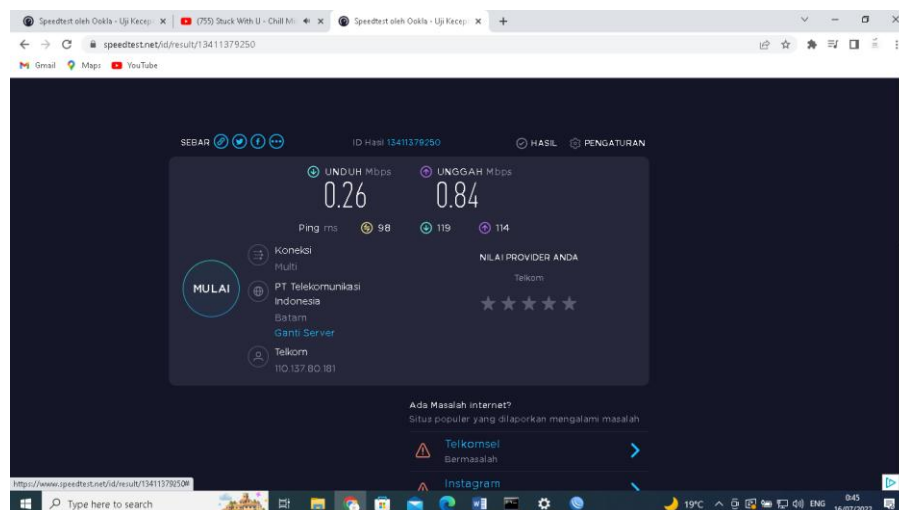 Speedtest oleh Ookla - Uji Kecep
(755) Stuck With U - Chill Mi
Speedtest oleh Ookla - Uji Kecep
speedtest.net/id/result/13411379250
Gmail Maps YouTube
SEBAR ID Hasil 13411379250 HASIL PENGATURAN
UNDUH Mbps UNGGAH Mbps
0.26 0.84
Ping ms 98 119 114
Koneksi
Multi
NILAI PROVIDER ANDA
Telkom
MULAI
PT Telekomunikasi
Indonesia
Batam
Ganti Server
Telkom
110.137.80.181
Ada Masalah internet?
Situs populer yang dilaporkan mengalami masalah
Telkomsel
Bermasalah
Instagram
https://www.speedtest.net/id/result/13411379250#
Type here to search
19°C ENG
0:45
16/07/2022